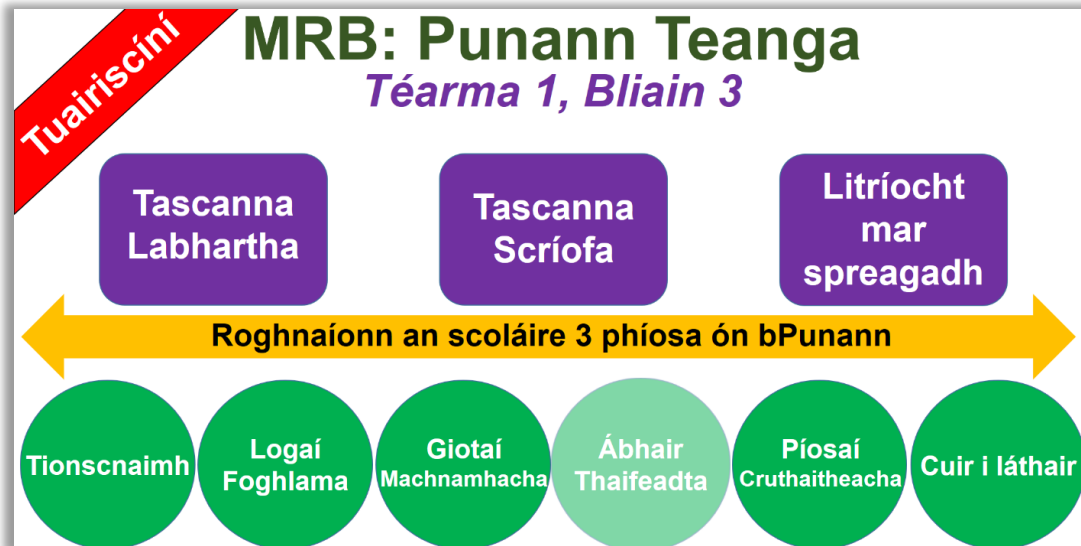 Tuairiscíní
MRB: Punann Teanga
Téarma 1, Bliain 3
Tascanna
Labhartha
Tascanna
Scríofa
Litríocht
mar
spreagadh
Roghnaíonn an scoláire 3 phíosa ón bPunann
Tionscnaimh
Logaí
Foghlama
Giotaí
Machnamhacha
Ábhair
Thaifeadta
Píosaí
Cruthaitheacha
Cuir i láthair